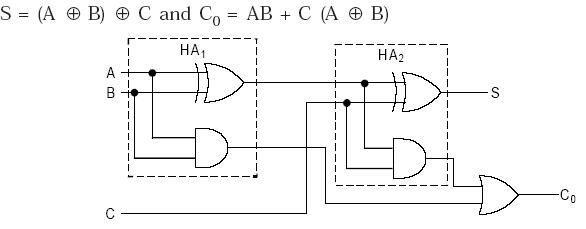 S = (A ⊕ B) ⊕ C and C₀ = AB + C (A ⊕ B)
HA₁
HA₂
A
B
S
C
C₀